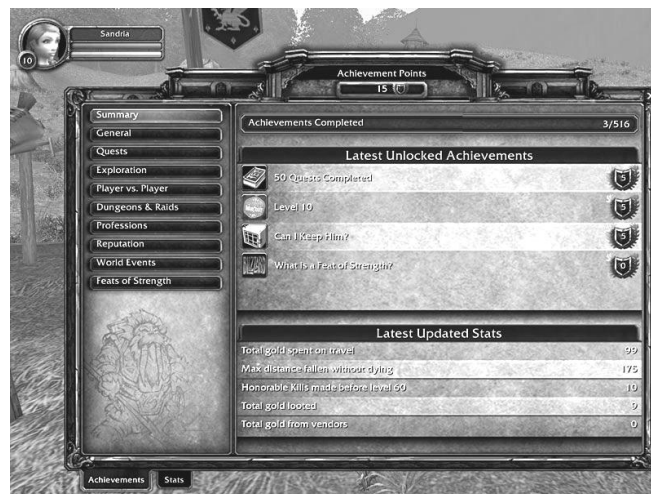 Sandria
10
Achievement Points
15
Summary
General
Quests
Exploration
Player vs. Player
Dungeons & Raids
Professions
Reputation
World Events
Feats of Strength
Achievements Completed 3/516
Latest Unlocked Achievements
50 Quests Completed 5
Level 10 5
Can I Keep Him? 5
BLIZZARD What is a Feat of Strength? 0
Latest Updated Stats
Total gold spent on travel 99
Max distance fallen without dying 175
Honorable Kills made before level 60 10
Total gold looted 9
Total gold from vendors 0
Achievements Stats